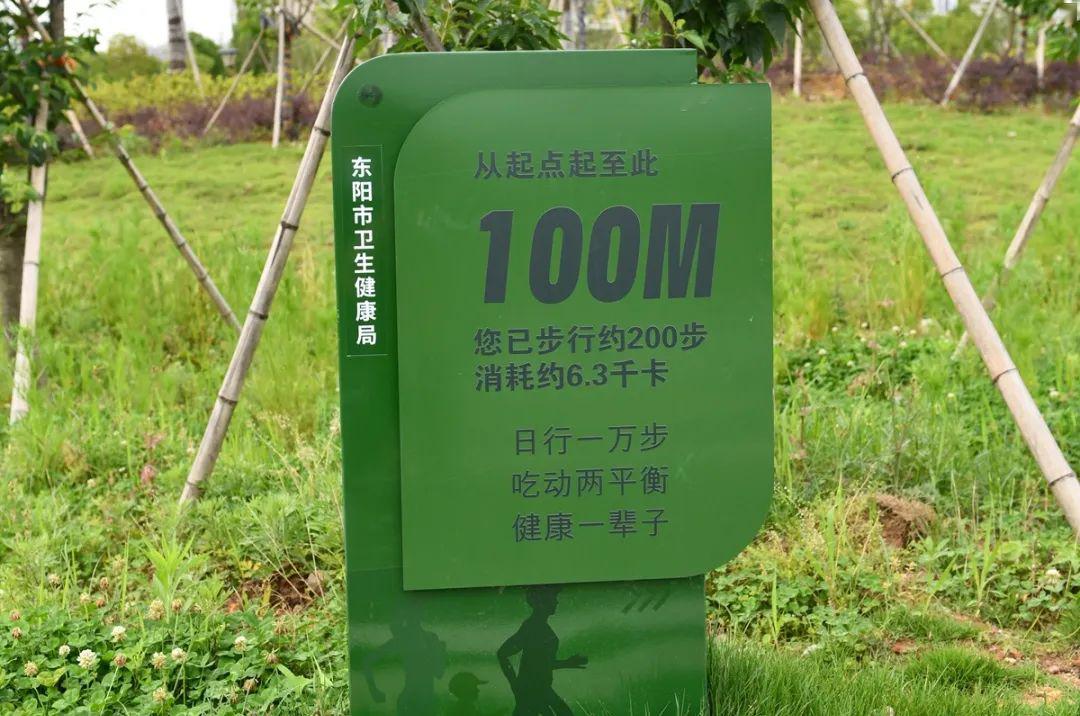 东阳市卫生健康局
从起点起至此
100M
您已步行约200步
消耗约6.3千卡
日行一万步
吃动两平衡
健康一辈子